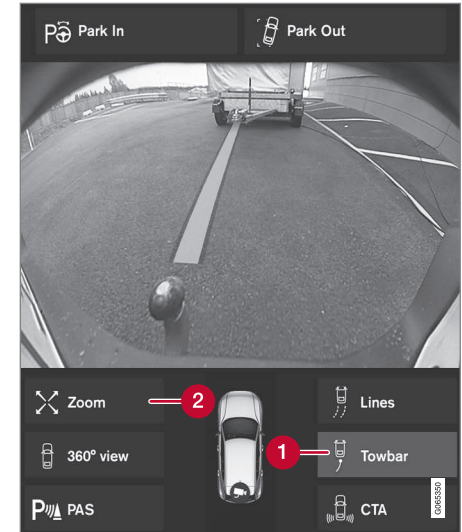 Park In
Park Out
Zoom
2
Lines
360° view
1
Towbar
PAS
CTA
G065350